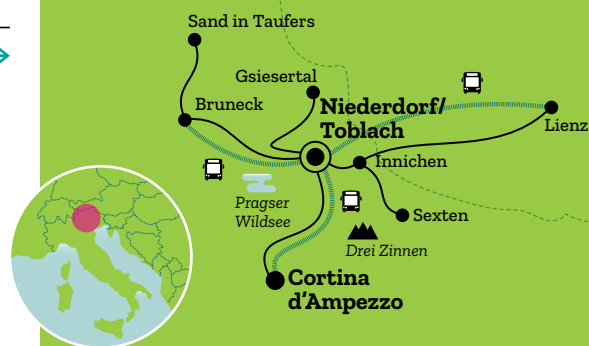 Sand in Taufers
Gsiesertal
Bruneck
Niederdorf/
Toblach
Lienz
Innichen
Pragser
Wildsee
Sexten
Drei Zinnen
Cortina
d'Ampezzo